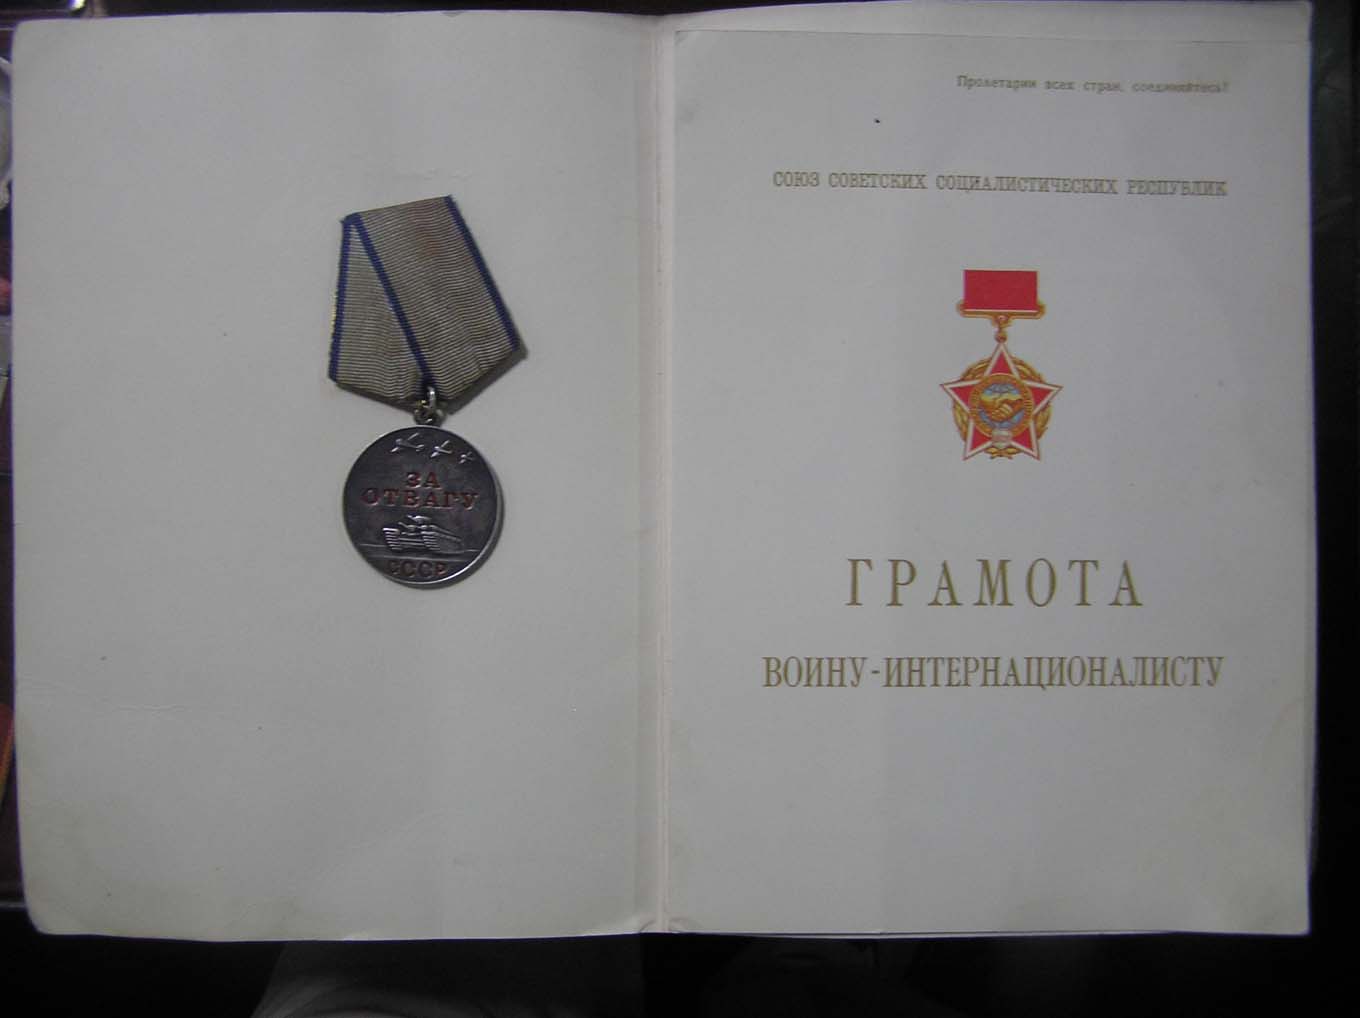 ЗА
ОТВАГУ
СССР
Пролетарии всех стран, соединяйтесь!
СОЮЗ СОВЕТСКИХ СОЦИАЛИСТИЧЕСКИХ РЕСПУБЛИК
ГРАМОТА
ВОИНУ-ИНТЕРНАЦИОНАЛИСТУ